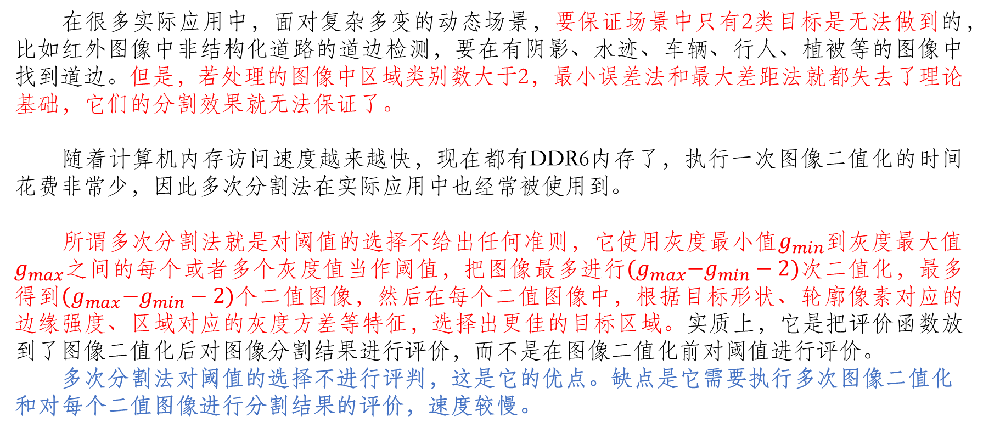 在很多实际应用中，面对复杂多变的动态场景，要保证场景中只有2类目标是无法做到的，
比如红外图像中非结构化道路的道边检测，要在有阴影、水迹、车辆、行人、植被等的图像中
找到道边。但是，若处理的图像中区域类别数大于2，最小误差法和最大差距法就都失去了理论
基础，它们的分割效果就无法保证了。
随着计算机内存访问速度越来越快，现在都有DDR6内存了，执行一次图像二值化的时间
花费非常少，因此多次分割法在实际应用中也经常被使用到。
所谓多次分割法就是对阈值的选择不给出任何准则，它使用灰度最小值g_min到灰度最大值
g_max之间的每个或者多个灰度值当作阈值，把图像最多进行(g_max−g_min − 2)次二值化，最多
得到(g_max−g_min − 2)个二值图像，然后在每个二值图像中，根据目标形状、轮廓像素对应的
边缘强度、区域对应的灰度方差等特征，选择出更佳的目标区域。实质上，它是把评价函数放
到了图像二值化后对图像分割结果进行评价，而不是在图像二值化前对阈值进行评价。
多次分割法对阈值的选择不进行评判，这是它的优点。缺点是它需要执行多次图像二值化
和对每个二值图像进行分割结果的评价，速度较慢。